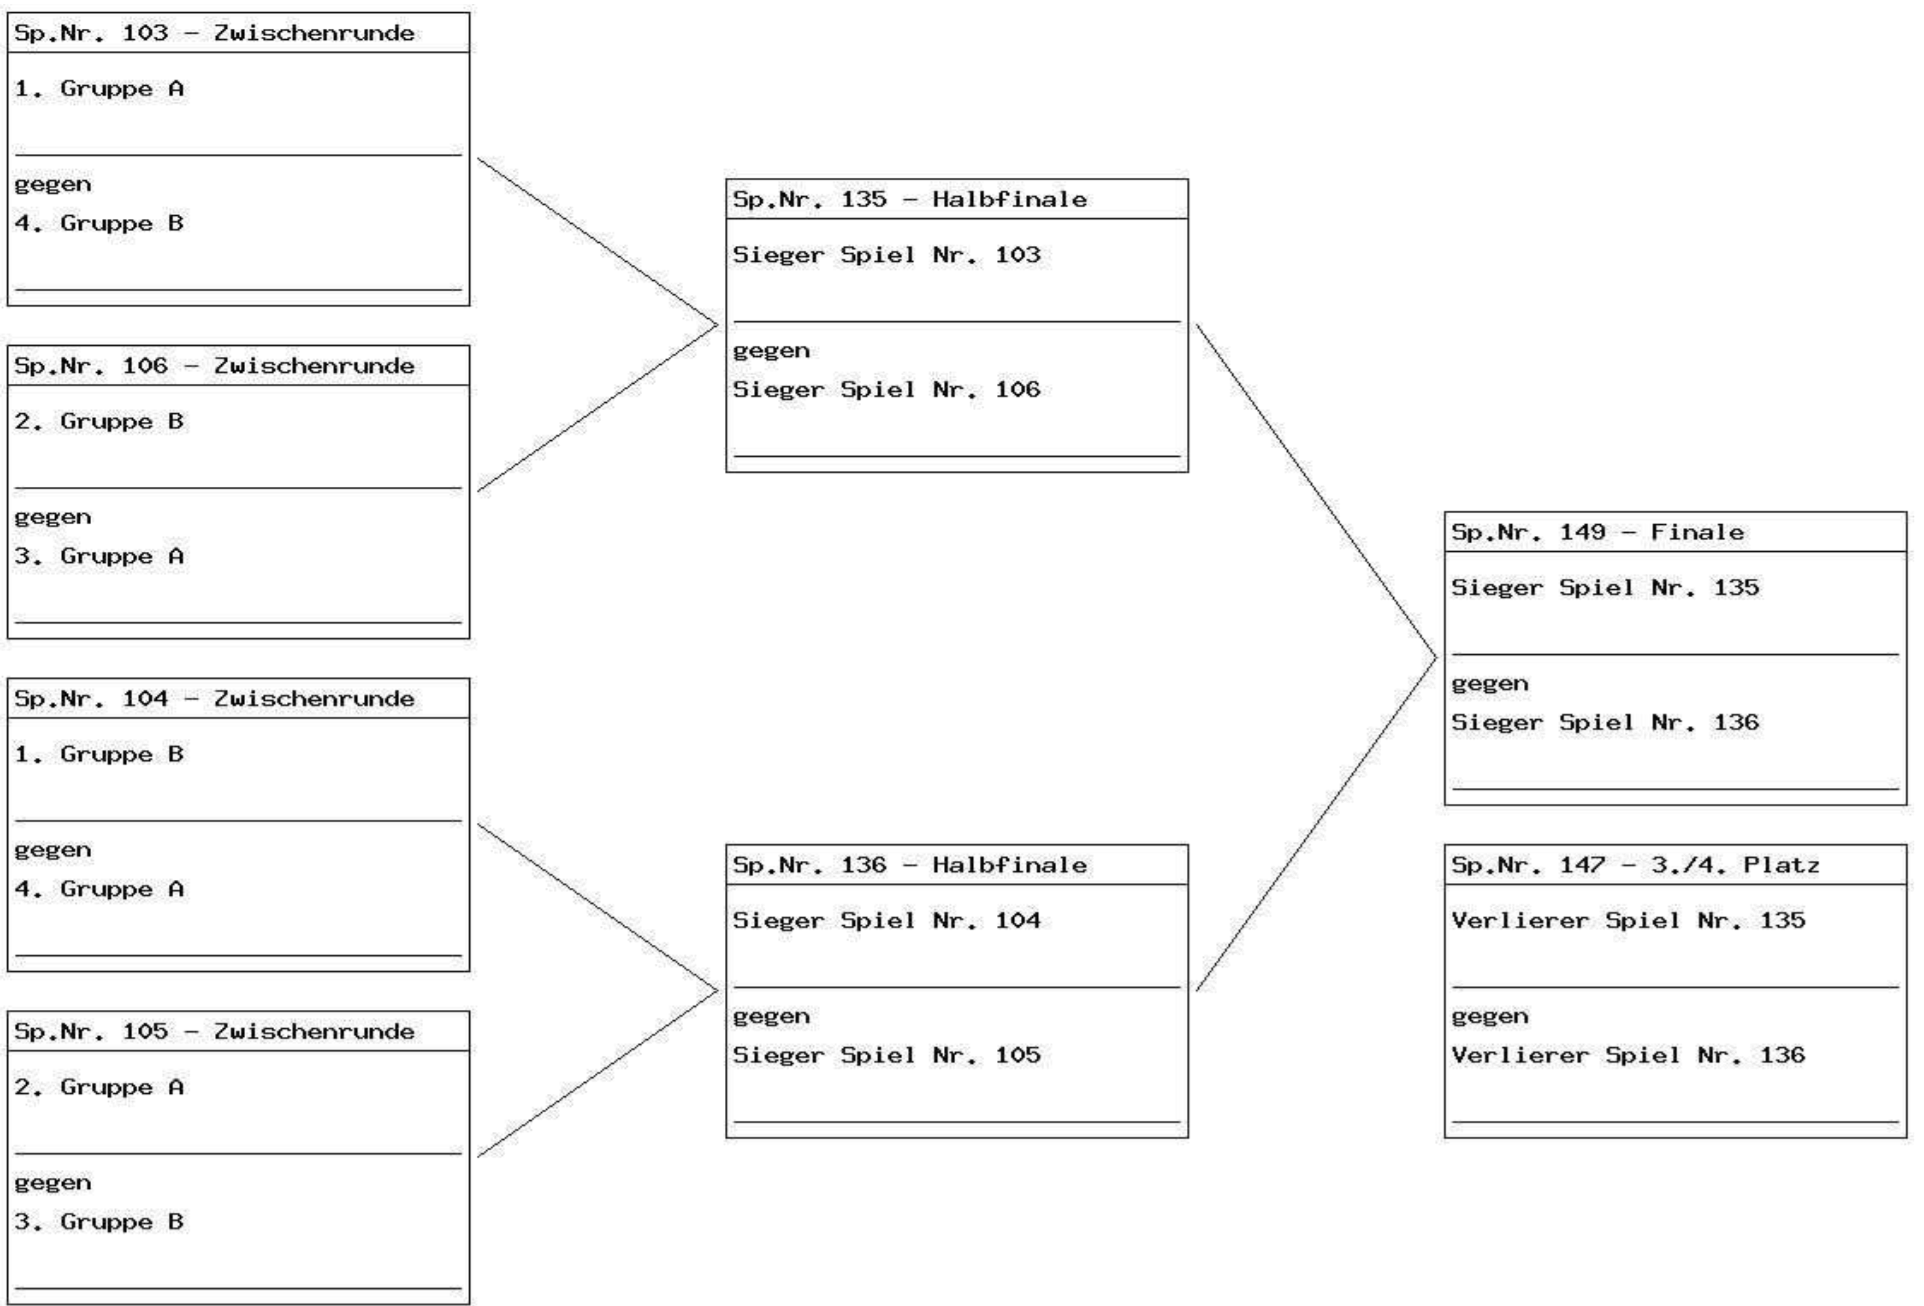 Sp.Nr. 103 - Zwischenrunde
1. Gruppe A
gegen
4. Gruppe B
Sp.Nr. 106 - Zwischenrunde
2. Gruppe B
gegen
3. Gruppe A
Sp.Nr. 104 - Zwischenrunde
1. Gruppe B
gegen
4. Gruppe A
Sp.Nr. 105 - Zwischenrunde
2. Gruppe A
gegen
3. Gruppe B
Sp.Nr. 135 - Halbfinale
Sieger Spiel Nr. 103
gegen
Sieger Spiel Nr. 106
Sp.Nr. 136 - Halbfinale
Sieger Spiel Nr. 104
gegen
Sieger Spiel Nr. 105
Sp.Nr. 149 - Finale
Sieger Spiel Nr. 135
gegen
Sieger Spiel Nr. 136
Sp.Nr. 147 - 3./4. Platz
Verlierer Spiel Nr. 135
gegen
Verlierer Spiel Nr. 136